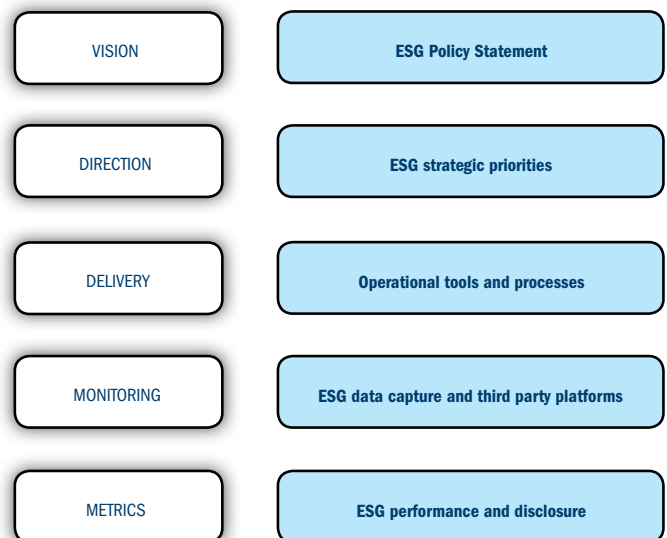 VISION
ESG Policy Statement
DIRECTION
ESG strategic priorities
DELIVERY
Operational tools and processes
MONITORING
ESG data capture and third party platforms
METRICS
ESG performance and disclosure